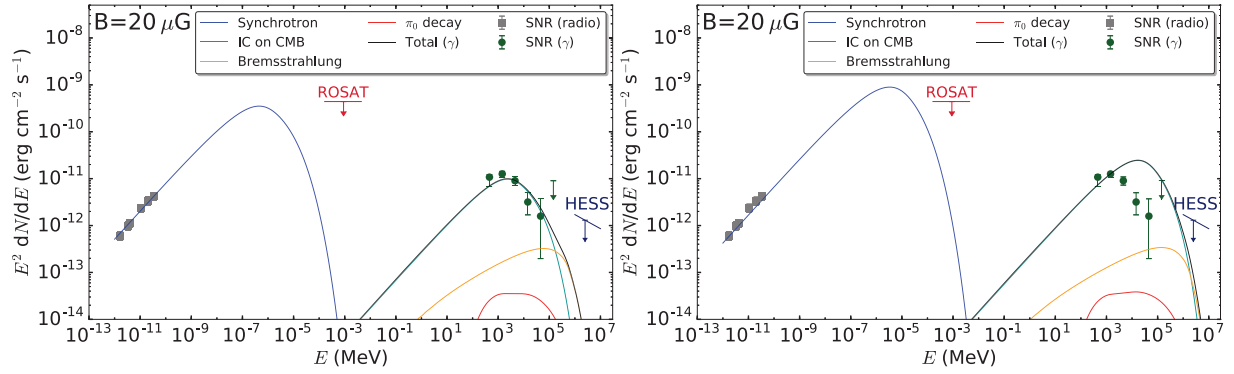 B=20 μG
Synchrotron
IC on CMB
Bremsstrahlung
π₀ decay
Total (γ)
SNR (radio)
SNR (γ)
ROSAT
HESS
E² dN/dE (erg cm⁻² s⁻¹)
10⁻⁸
10⁻⁹
10⁻¹⁰
10⁻¹¹
10⁻¹²
10⁻¹³
10⁻¹⁴
10⁻¹³ 10⁻¹¹ 10⁻⁹ 10⁻⁷ 10⁻⁵ 10⁻³ 10⁻¹ 10¹ 10³ 10⁵ 10⁷
E (MeV)
B=20 μG
Synchrotron
IC on CMB
Bremsstrahlung
π₀ decay
Total (γ)
SNR (radio)
SNR (γ)
ROSAT
HESS
E² dN/dE (erg cm⁻² s⁻¹)
10⁻⁸
10⁻⁹
10⁻¹⁰
10⁻¹¹
10⁻¹²
10⁻¹³
10⁻¹⁴
10⁻¹³ 10⁻¹¹ 10⁻⁹ 10⁻⁷ 10⁻⁵ 10⁻³ 10⁻¹ 10¹ 10³ 10⁵ 10⁷
E (MeV)